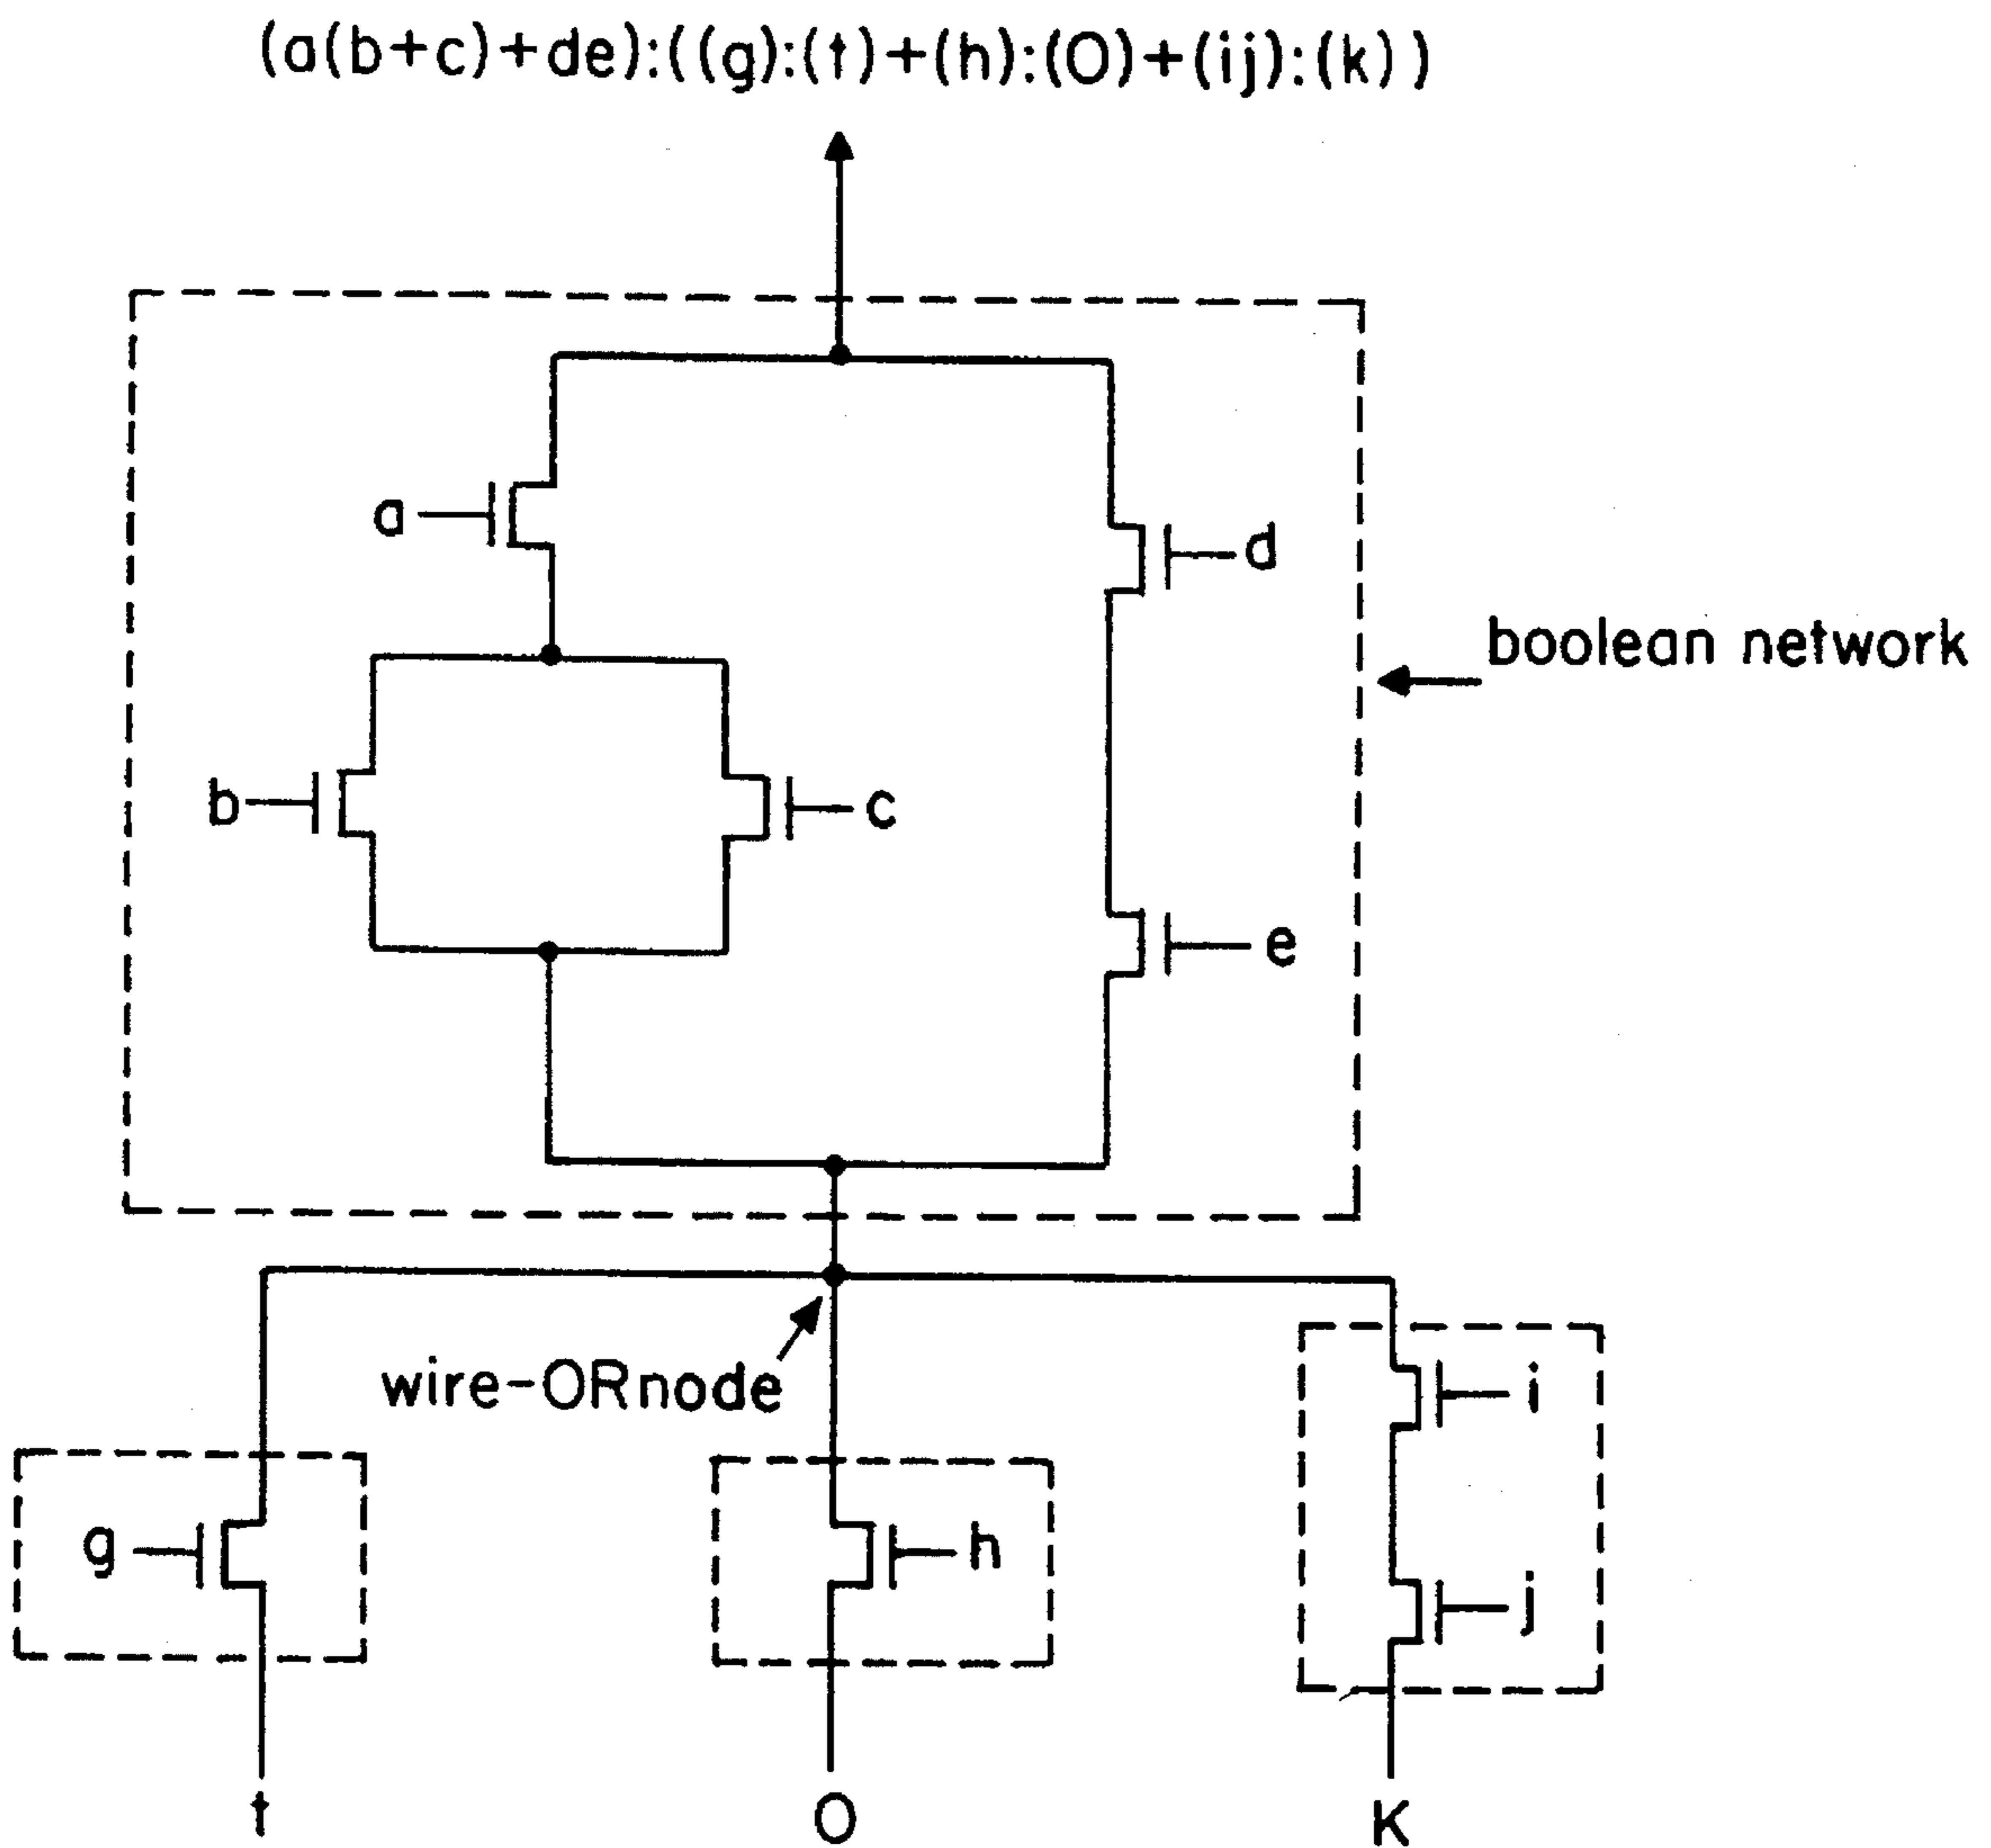 (a(b+c)+de):((g):(t)+(h):(O)+(ij):(k))
a
d
boolean network
b
c
e
wire-ORnode
i
g
h
j
t
O
K